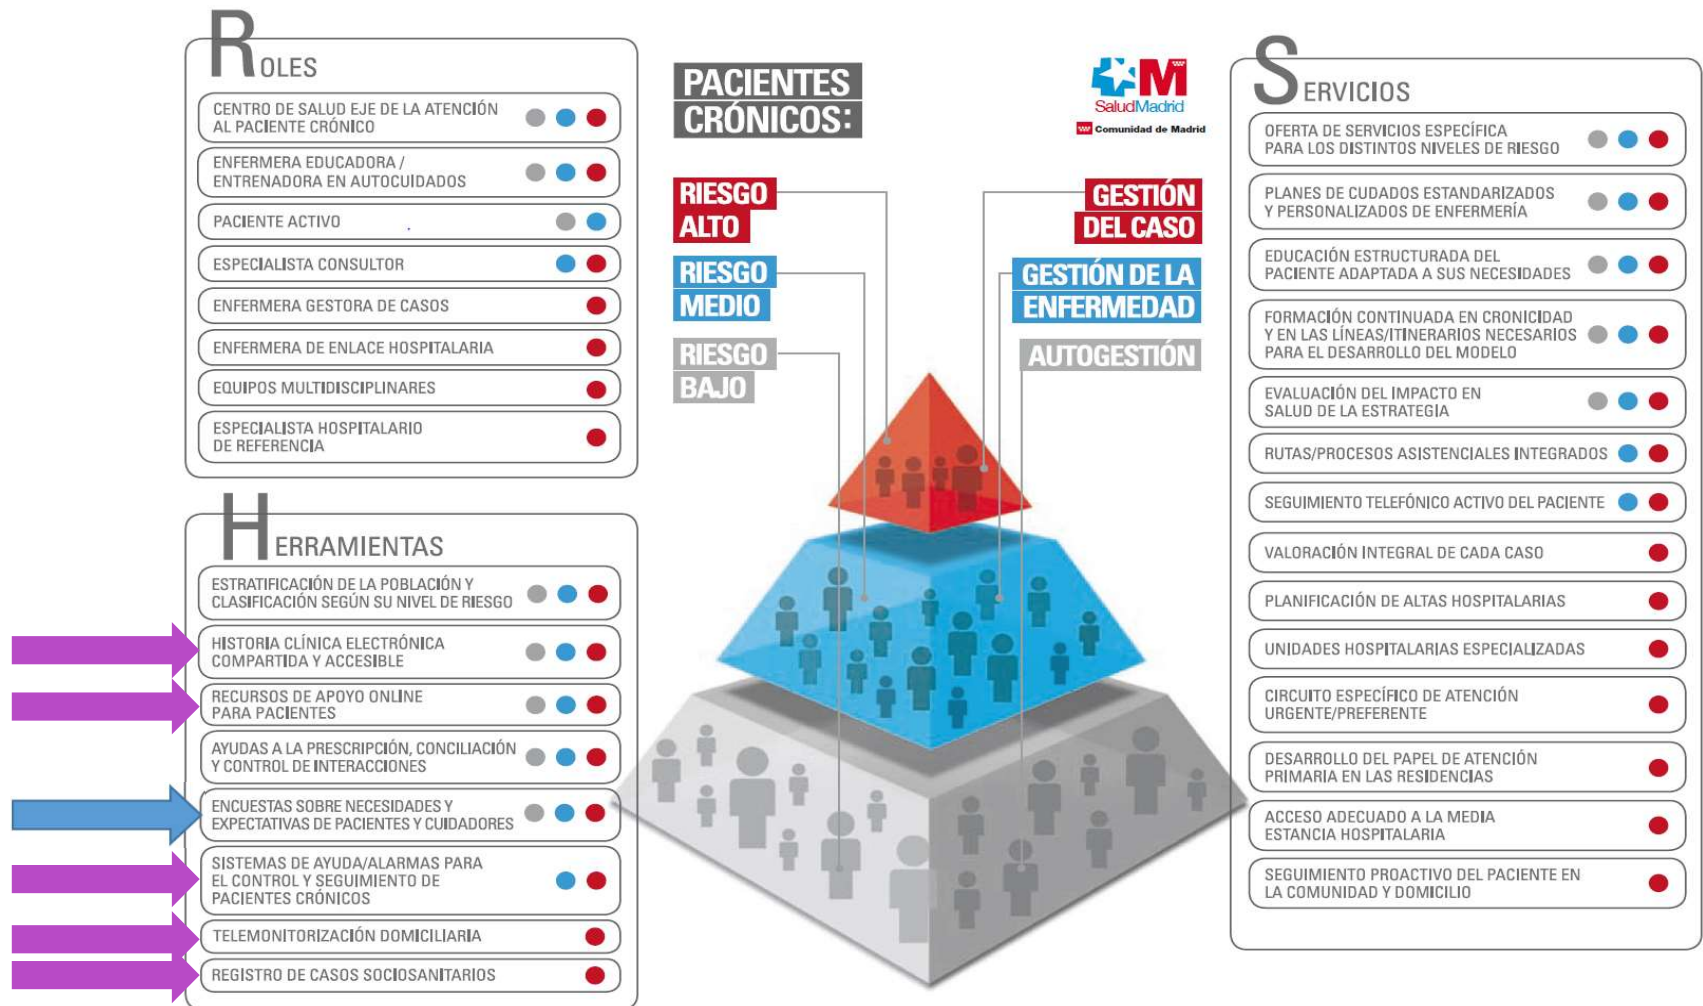 ROLES
CENTRO DE SALUD EJE DE LA ATENCIÓN
AL PACIENTE CRÓNICO
ENFERMERA EDUCADORA /
ENTRENADORA EN AUTOCUIDADOS
PACIENTE ACTIVO
ESPECIALISTA CONSULTOR
ENFERMERA GESTORA DE CASOS
ENFERMERA DE ENLACE HOSPITALARIA
EQUIPOS MULTIDISCIPLINARES
ESPECIALISTA HOSPITALARIO
DE REFERENCIA
HERRAMIENTAS
ESTRATIFICACIÓN DE LA POBLACIÓN Y
CLASIFICACIÓN SEGÚN SU NIVEL DE RIESGO
HISTORIA CLÍNICA ELECTRÓNICA
COMPARTIDA Y ACCESIBLE
RECURSOS DE APOYO ONLINE
PARA PACIENTES
AYUDAS A LA PRESCRIPCIÓN, CONCILIACIÓN
Y CONTROL DE INTERACCIONES
ENCUESTAS SOBRE NECESIDADES Y
EXPECTATIVAS DE PACIENTES Y CUIDADORES
SISTEMAS DE AYUDA/ALARMAS PARA
EL CONTROL Y SEGUIMIENTO DE
PACIENTES CRÓNICOS
TELEMONITORIZACIÓN DOMICILIARIA
REGISTRO DE CASOS SOCIOSANITARIOS
PACIENTES
CRÓNICOS:
M
SaludMadrid
Comunidad de Madrid
RIESGO
ALTO
RIESGO
MEDIO
RIESGO
BAJO
GESTIÓN
DEL CASO
GESTIÓN DE LA
ENFERMEDAD
AUTOGESTIÓN
SERVICIOS
OFERTA DE SERVICIOS ESPECÍFICA
PARA LOS DISTINTOS NIVELES DE RIESGO
PLANES DE CUDADOS ESTANDARIZADOS
Y PERSONALIZADOS DE ENFERMERÍA
EDUCACIÓN ESTRUCTURADA DEL
PACIENTE ADAPTADA A SUS NECESIDADES
FORMACIÓN CONTINUADA EN CRONICIDAD
Y EN LAS LÍNEAS/ITINERARIOS NECESARIOS
PARA EL DESARROLLO DEL MODELO
EVALUACIÓN DEL IMPACTO EN
SALUD DE LA ESTRATEGIA
RUTAS/PROCESOS ASISTENCIALES INTEGRADOS
SEGUIMIENTO TELEFÓNICO ACTIVO DEL PACIENTE
VALORACIÓN INTEGRAL DE CADA CASO
PLANIFICACIÓN DE ALTAS HOSPITALARIAS
UNIDADES HOSPITALARIAS ESPECIALIZADAS
CIRCUITO ESPECÍFICO DE ATENCIÓN
URGENTE/PREFERENTE
DESARROLLO DEL PAPEL DE ATENCIÓN
PRIMARIA EN LAS RESIDENCIAS
ACCESO ADECUADO A LA MEDIA
ESTANCIA HOSPITALARIA
SEGUIMIENTO PROACTIVO DEL PACIENTE EN
LA COMUNIDAD Y DOMICILIO